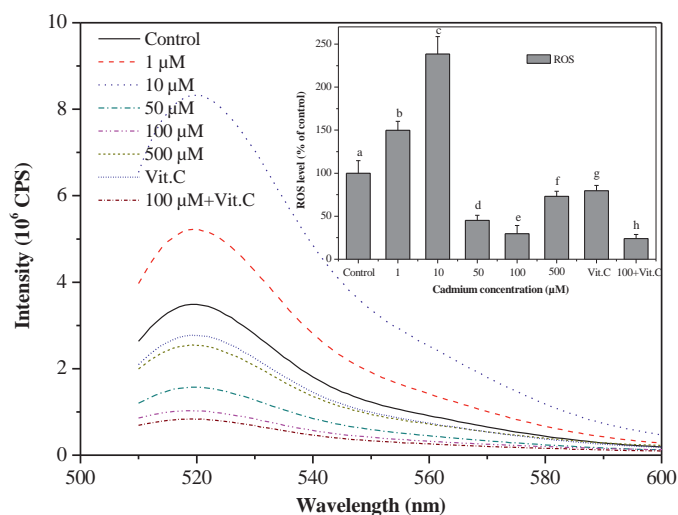 10
8
6
4
2
0
Intensity (10⁶ CPS)
500
520
540
560
580
600
Wavelength (nm)
Control
1 µM
10 µM
50 µM
100 µM
500 µM
Vit.C
100 µM+Vit.C
250
200
150
100
50
0
ROS level (% of control)
ROS
a
b
c
d
e
f
g
h
Control
1
10
50
100
500
Vit.C
100+Vit.C
Cadmium concentration (µM)